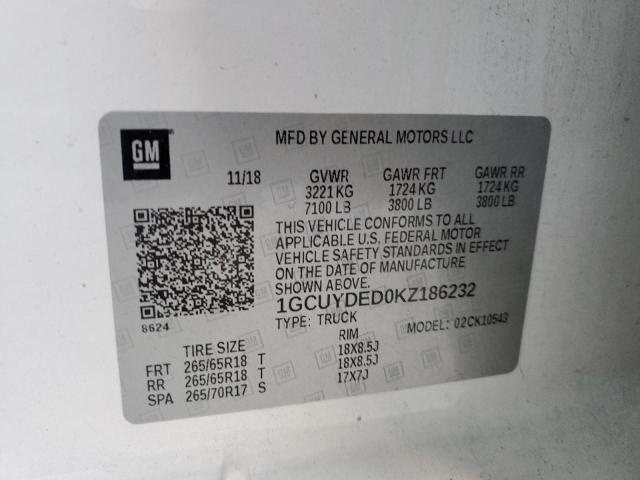 GM
MFD BY GENERAL MOTORS LLC
11/18 GVWR GAWR FRT GAWR RR
3221 KG 1724 KG 1724 KG
7100 LB 3800 LB 3800 LB
THIS VEHICLE CONFORMS TO ALL
APPLICABLE U.S. FEDERAL MOTOR
VEHICLE SAFETY STANDARDS IN EFFECT
ON THE DATE OF MANUFACTURE
SHOWN ABOVE.
8624
1GCUYDED0KZ186232
TYPE: TRUCK MODEL: 02CK10543
TIRE SIZE RIM
FRT 265/65R18 T 18X8.5J
RR 265/65R18 T 18X8.5J
SPA 265/70R17 S 17X7J